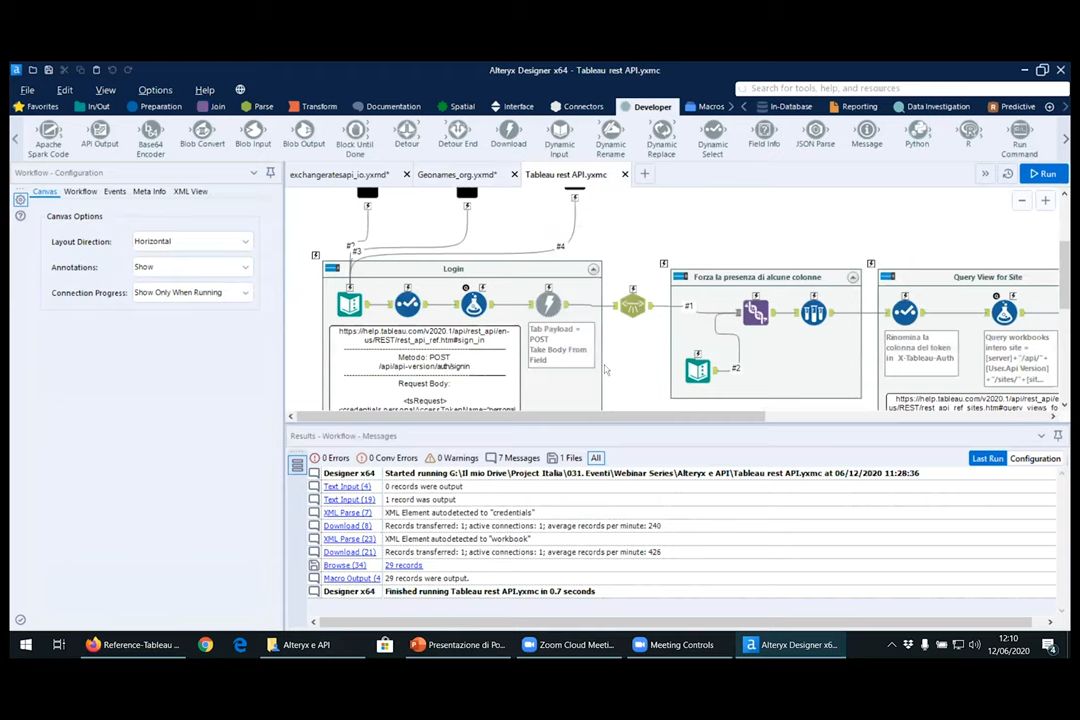 Alteryx Designer x64 - Tableau rest API.yxmc
File Edit View Options Help
Search for tools, help, and resources
Favorites In/Out Preparation Join Parse Transform Documentation Spatial Interface Connectors Developer Macros In-Database Reporting Data Investigation Predictive
Apache Spark Code
API Output
Base64 Encoder
Blob Convert
Blob Input
Blob Output
Block Until Done
Detour
Detour End
Download
Dynamic Input
Dynamic Rename
Dynamic Replace
Dynamic Select
Field Info
JSON Parse
Message
Python
R
Run Command
Workflow - Configuration
exchangeratesapi_io.yxmd*
Geonames_org.yxmd*
Tableau rest API.yxmc
Run
Canvas Workflow Events Meta Info XML View
Canvas Options
Layout Direction: Horizontal
Annotations: Show
Connection Progress: Show Only When Running
#3
#4
Login
https://help.tableau.com/v2020.1/api/rest_api/en-
us/REST/rest_api_ref.htm#sign_in
Metodo: POST
/api/api-version/auth/signin
Request Body:
<tsRequest>
Tab Payload =
POST
Take Body From
Field
#1
Forza la presenza di alcune colonne
#2
Query View for Site
Rinomina la
colonna del token
in X-Tableau-Auth
Query workbooks
intero site =
[server]+"/api/"+
[User.Api Version]
+"/sites/"+[sit...
https://help.tableau.com/v2020.1/api/rest_api/e
us/REST/rest_api_ref_sites.htm#query_views_fo
Results - Workflow - Messages
0 Errors 0 Conv Errors 0 Warnings 7 Messages 1 Files All
Last Run Configuration
Designer x64 Started running G:\Il mio Drive\Project Italia\031. Eventi\Webinar Series\Alteryx e API\Tableau rest API.yxmc at 06/12/2020 11:28:36
Text Input (4) 0 records were output
Text Input (19) 1 record was output
XML Parse (7) XML Element autodetected to "credentials"
Download (8) Records transferred: 1; active connections: 1; average records per minute: 240
XML Parse (23) XML Element autodetected to "workbook"
Download (21) Records transferred: 1; active connections: 1; average records per minute: 426
Browse (34) 29 records
Macro Output (4 29 records were output.
Designer x64 Finished running Tableau rest API.yxmc in 0.7 seconds
Reference-Tableau ...
Alteryx e API
Presentazione di Po...
Zoom Cloud Meeti...
Meeting Controls
Alteryx Designer x6...
12:10
12/06/2020
4